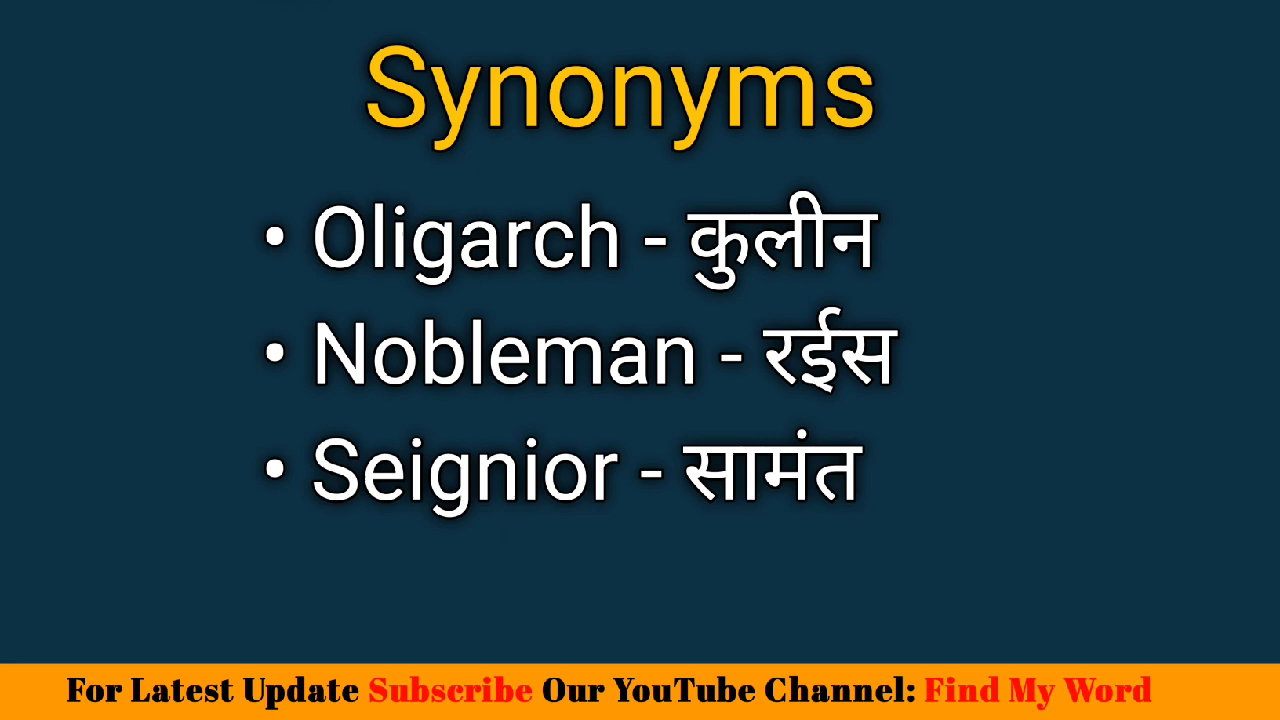 Synonyms
• Oligarch - कुलीन
• Nobleman - रईस
• Seignior - सामंत
For Latest Update Subscribe Our YouTube Channel: Find My Word